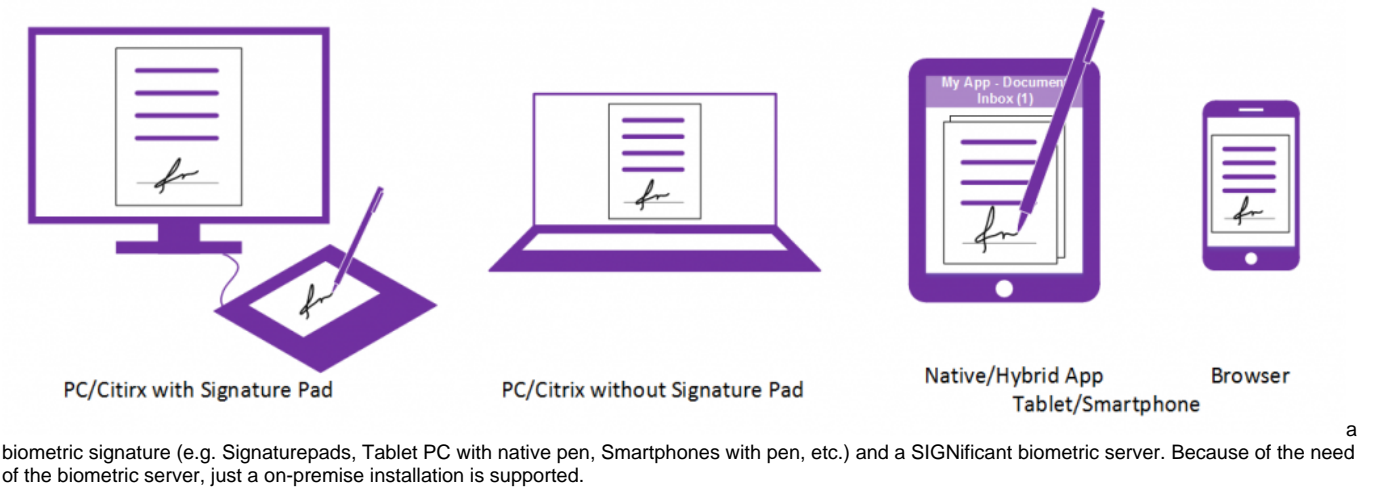 My App - Document
Inbox (1)
PC/Citirx with Signature Pad
PC/Citrix without Signature Pad
Native/Hybrid App
Browser
Tablet/Smartphone
a
biometric signature (e.g. Signaturepads, Tablet PC with native pen, Smartphones with pen, etc.) and a SIGNificant biometric server. Because of the need
of the biometric server, just a on-premise installation is supported.